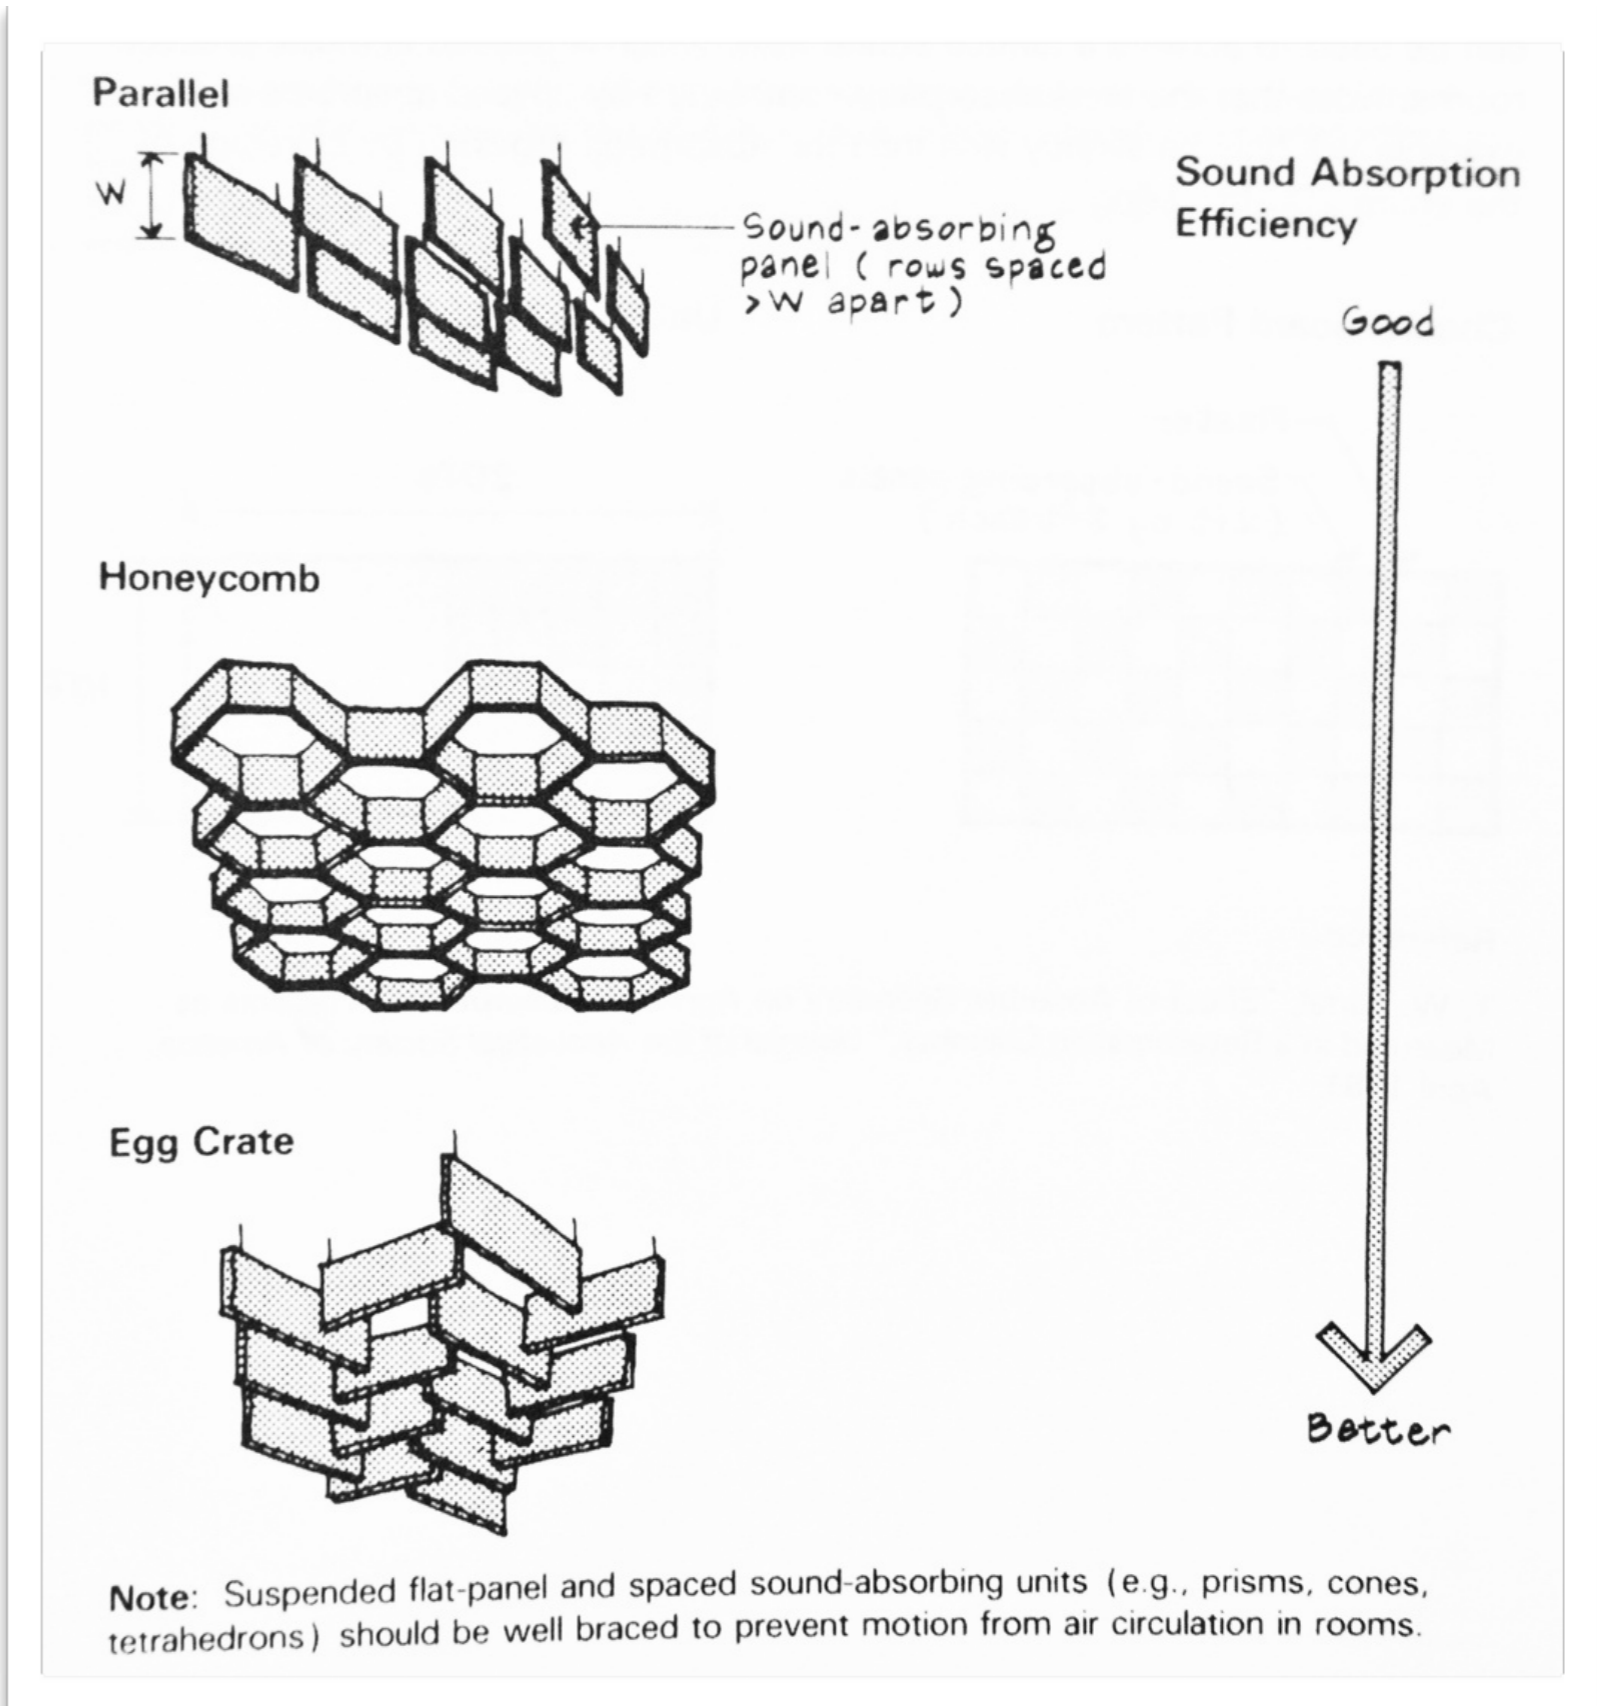 Parallel
W
Sound-absorbing
panel ( rows spaced
>W apart )
Sound Absorption
Efficiency
Good
Honeycomb
Egg Crate
Better
Note: Suspended flat-panel and spaced sound-absorbing units (e.g., prisms, cones,
tetrahedrons) should be well braced to prevent motion from air circulation in rooms.